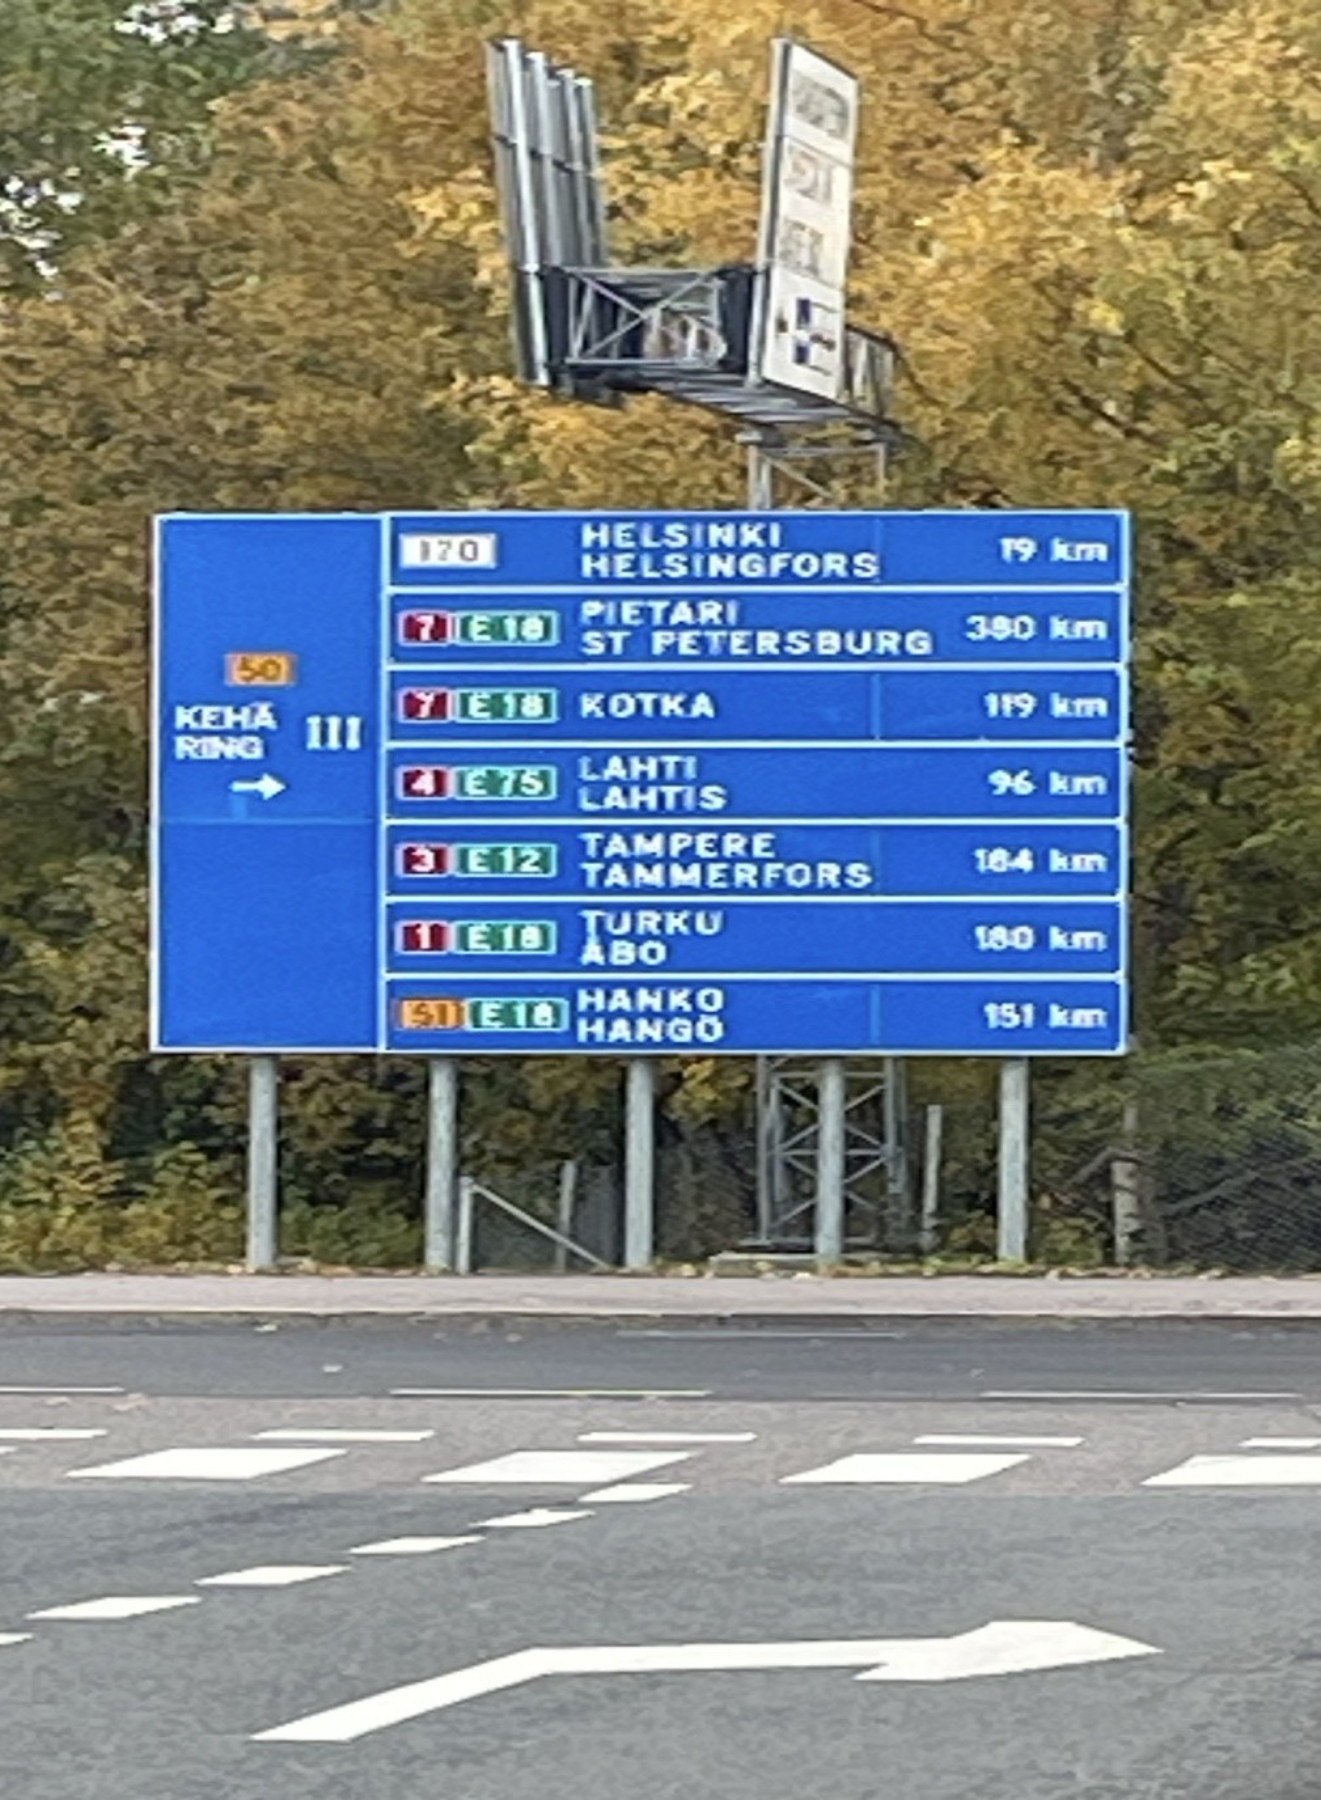 50
KEHÄ
RING
III
170
HELSINKI
HELSINGFORS
19 km
7 E 18
PIETARI
ST PETERSBURG
380 km
7 E 18
KOTKA
119 km
4 E 75
LAHTI
LAHTIS
96 km
3 E 12
TAMPERE
TAMMERFORS
184 km
1 E 18
TURKU
ÅBO
180 km
51 E 18
HANKO
HANGÖ
151 km